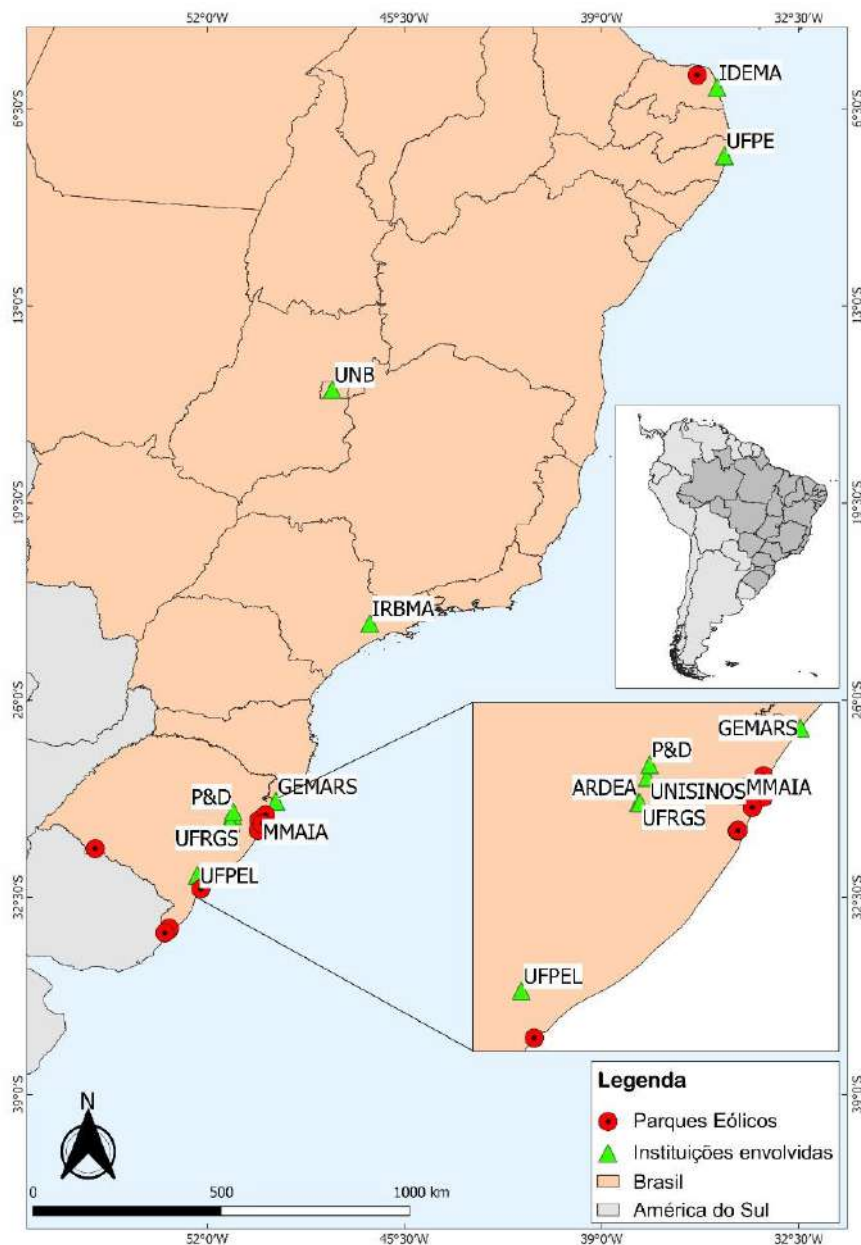 52°0'W 45°30'W 39°0'W 32°30'W
6°30'S 6°30'S
13°0'S 13°0'S
19°30'S 19°30'S
26°0'S 26°0'S
32°30'S 32°30'S
39°0'S 39°0'S
IDEMA
UFPE
UNB
IRBMA
P&D
GEMARS
UFRGS
MMAIA
UFPEL
GEMARS
P&D
ARDEA
UNISINOS
MMAIA
UFRGS
UFPEL
Legenda
Parques Eólicos
Instituições envolvidas
Brasil
América do Sul
N
0 500 1000 km
52°0'W 45°30'W 39°0'W 32°30'W